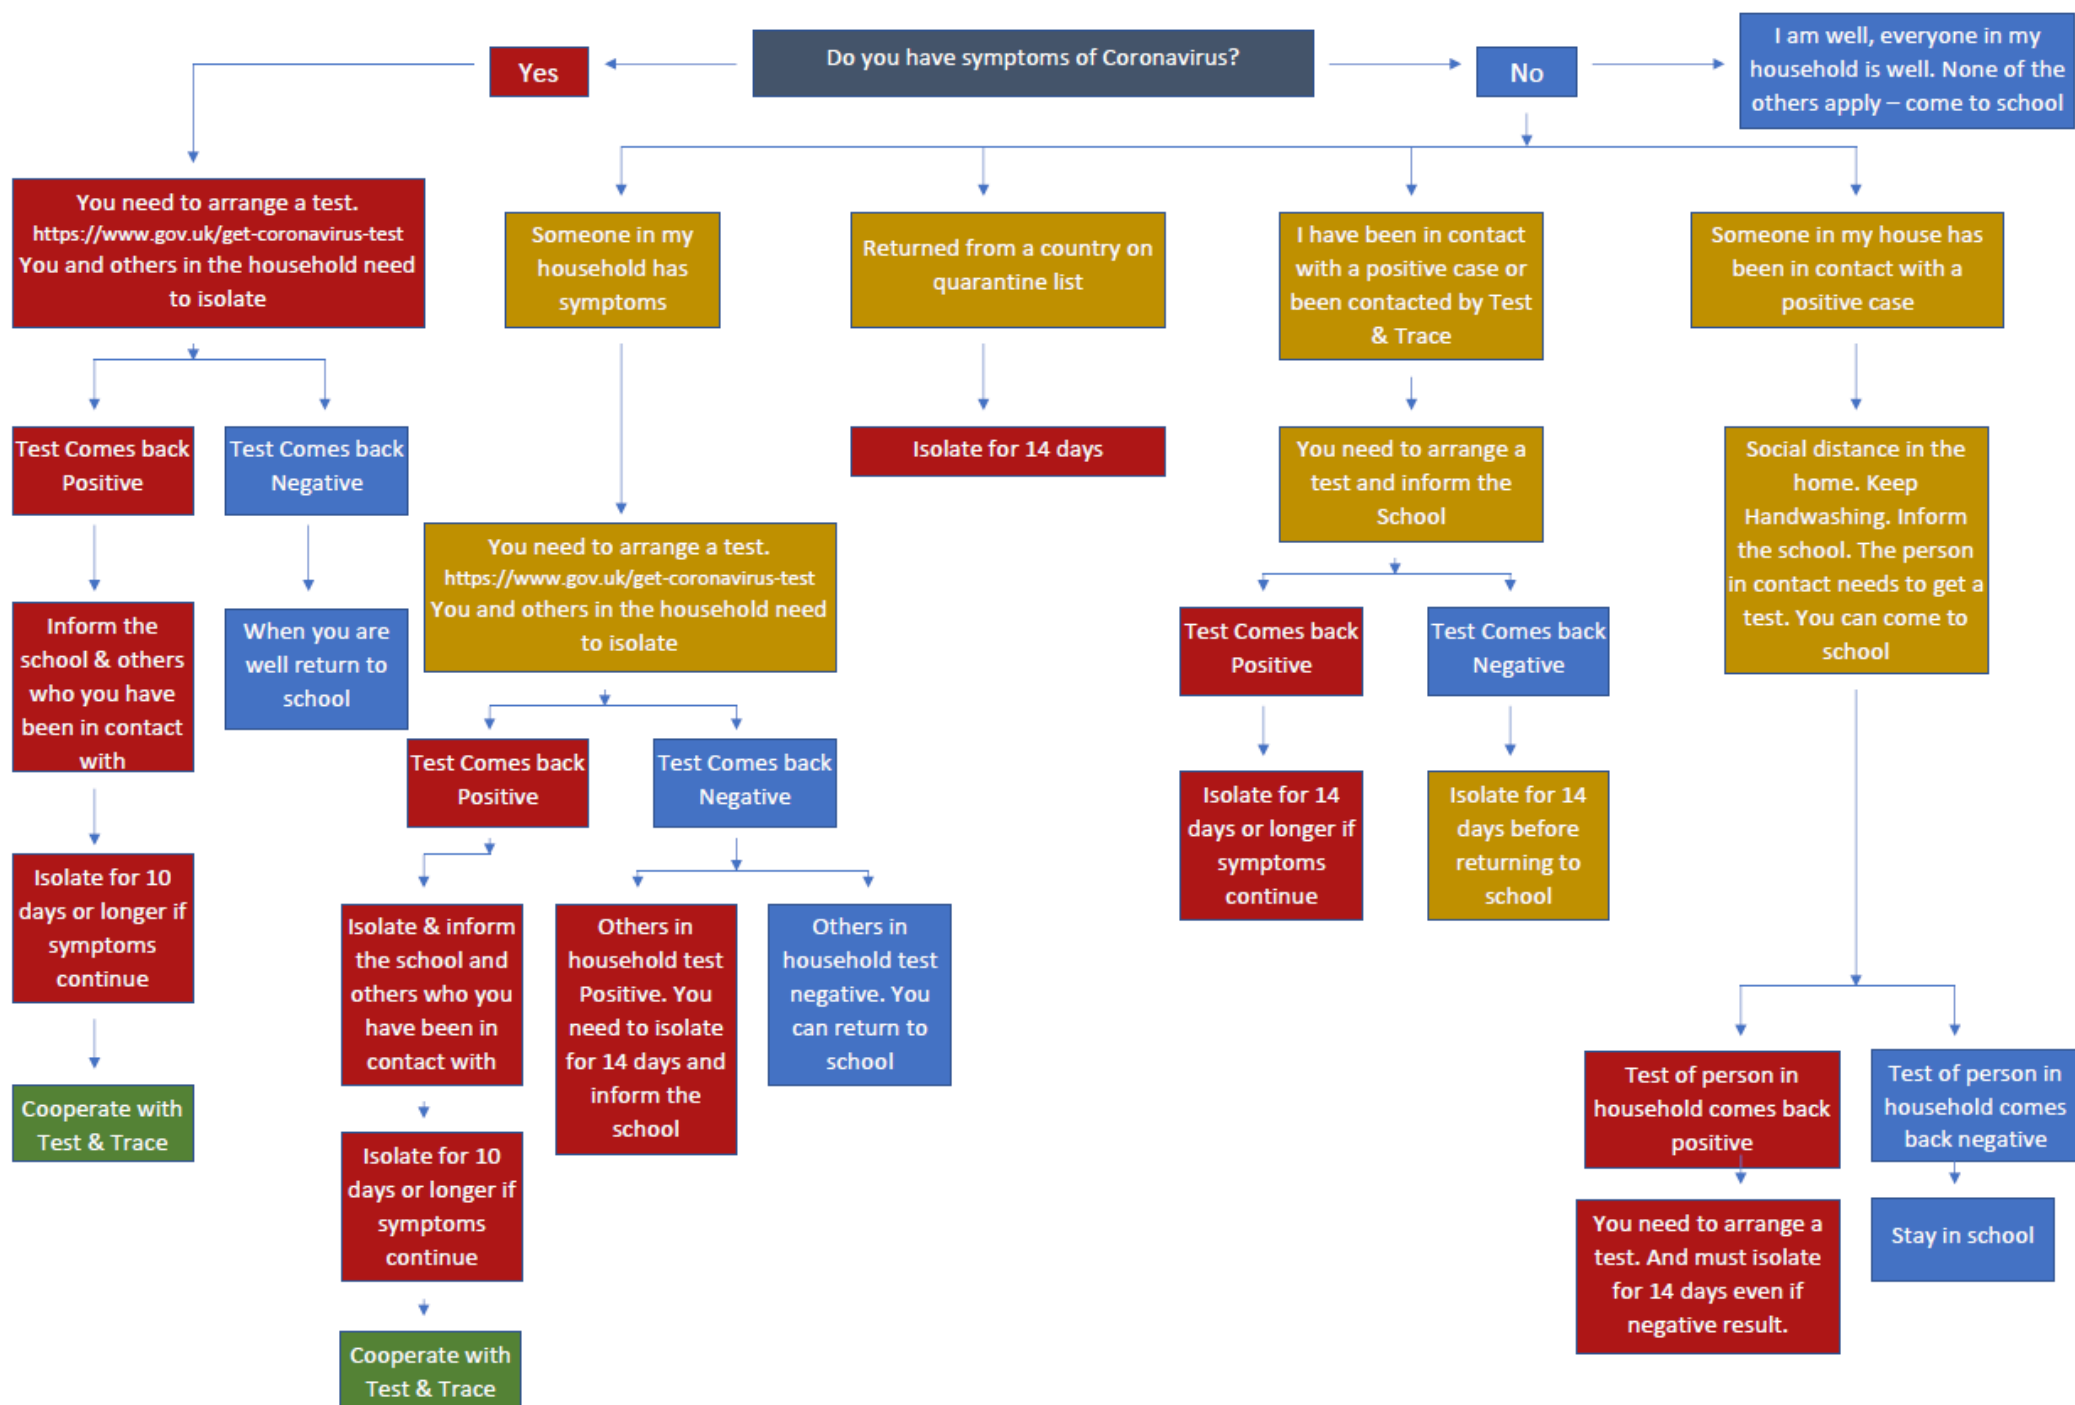 Do you have symptoms of Coronavirus?
Yes
No
I am well, everyone in my
household is well. None of the
others apply – come to school
You need to arrange a test.
https://www.gov.uk/get-coronavirus-test
You and others in the household need
to isolate
Test Comes back
Positive
Test Comes back
Negative
Inform the
school & others
who you have
been in contact
with
When you are
well return to
school
Isolate for 10
days or longer if
symptoms
continue
Cooperate with
Test & Trace
Someone in my
household has
symptoms
You need to arrange a test.
https://www.gov.uk/get-coronavirus-test
You and others in the household need
to isolate
Test Comes back
Positive
Test Comes back
Negative
Isolate & inform
the school and
others who you
have been in
contact with
Isolate for 10
days or longer if
symptoms
continue
Cooperate with
Test & Trace
Others in
household test
Positive. You
need to isolate
for 14 days and
inform the
school
Others in
household test
negative. You
can return to
school
Returned from a country on
quarantine list
Isolate for 14 days
I have been in contact
with a positive case or
been contacted by Test
& Trace
You need to arrange a
test and inform the
School
Test Comes back
Positive
Test Comes back
Negative
Isolate for 14
days or longer if
symptoms
continue
Isolate for 14
days before
returning to
school
Someone in my house has
been in contact with a
positive case
Social distance in the
home. Keep
Handwashing. Inform
the school. The person
in contact needs to get a
test. You can come to
school
Test of person in
household comes back
positive
Test of person in
household comes
back negative
You need to arrange a
test. And must isolate
for 14 days even if
negative result.
Stay in school